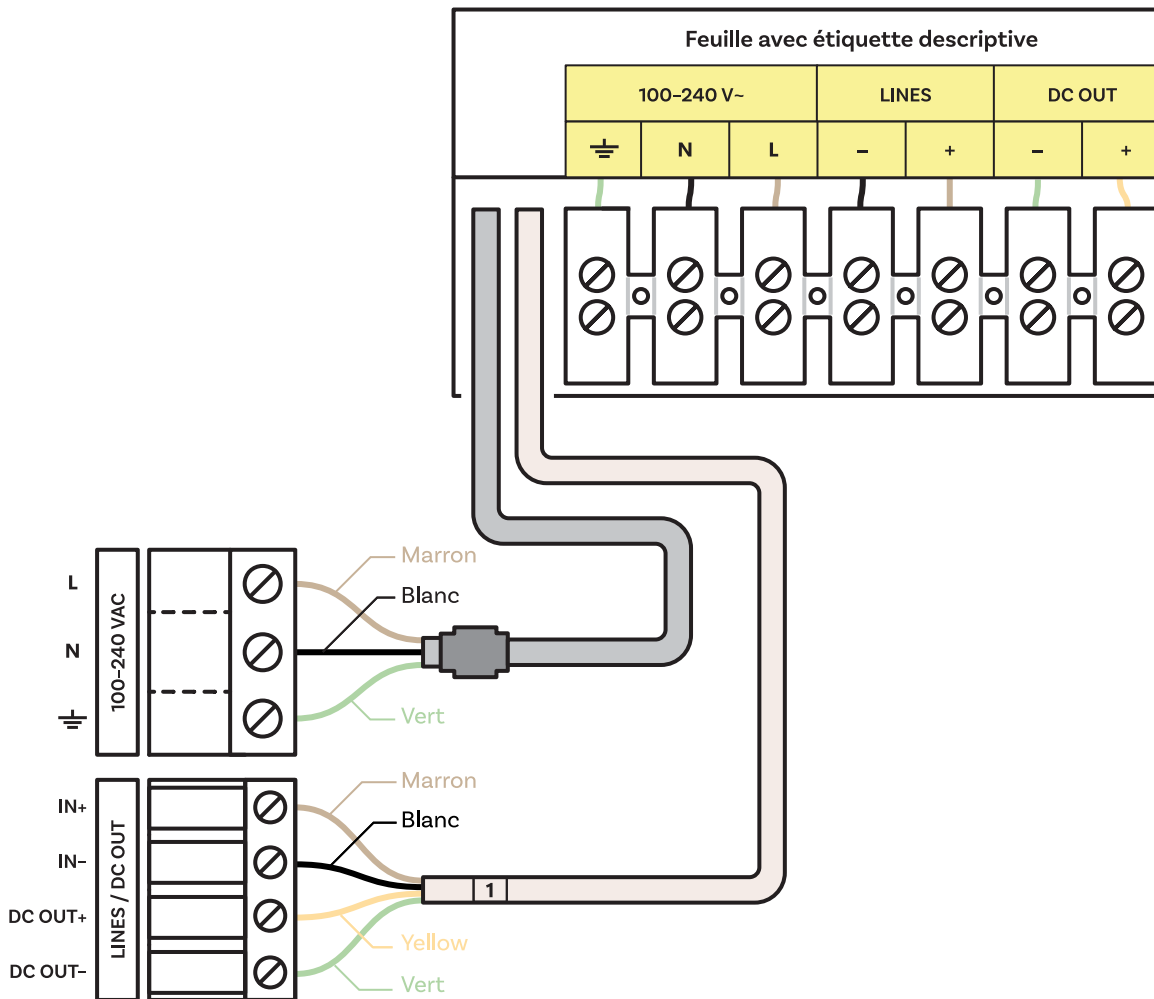 Feuille avec étiquette descriptive
100–240 V~ LINES DC OUT
N L – + – +
Marron
L
Blanc
N
100–240 VAC
Vert
Marron
IN+
Blanc
IN–
LINES / DC OUT
1
DC OUT+
Yellow
DC OUT–
Vert